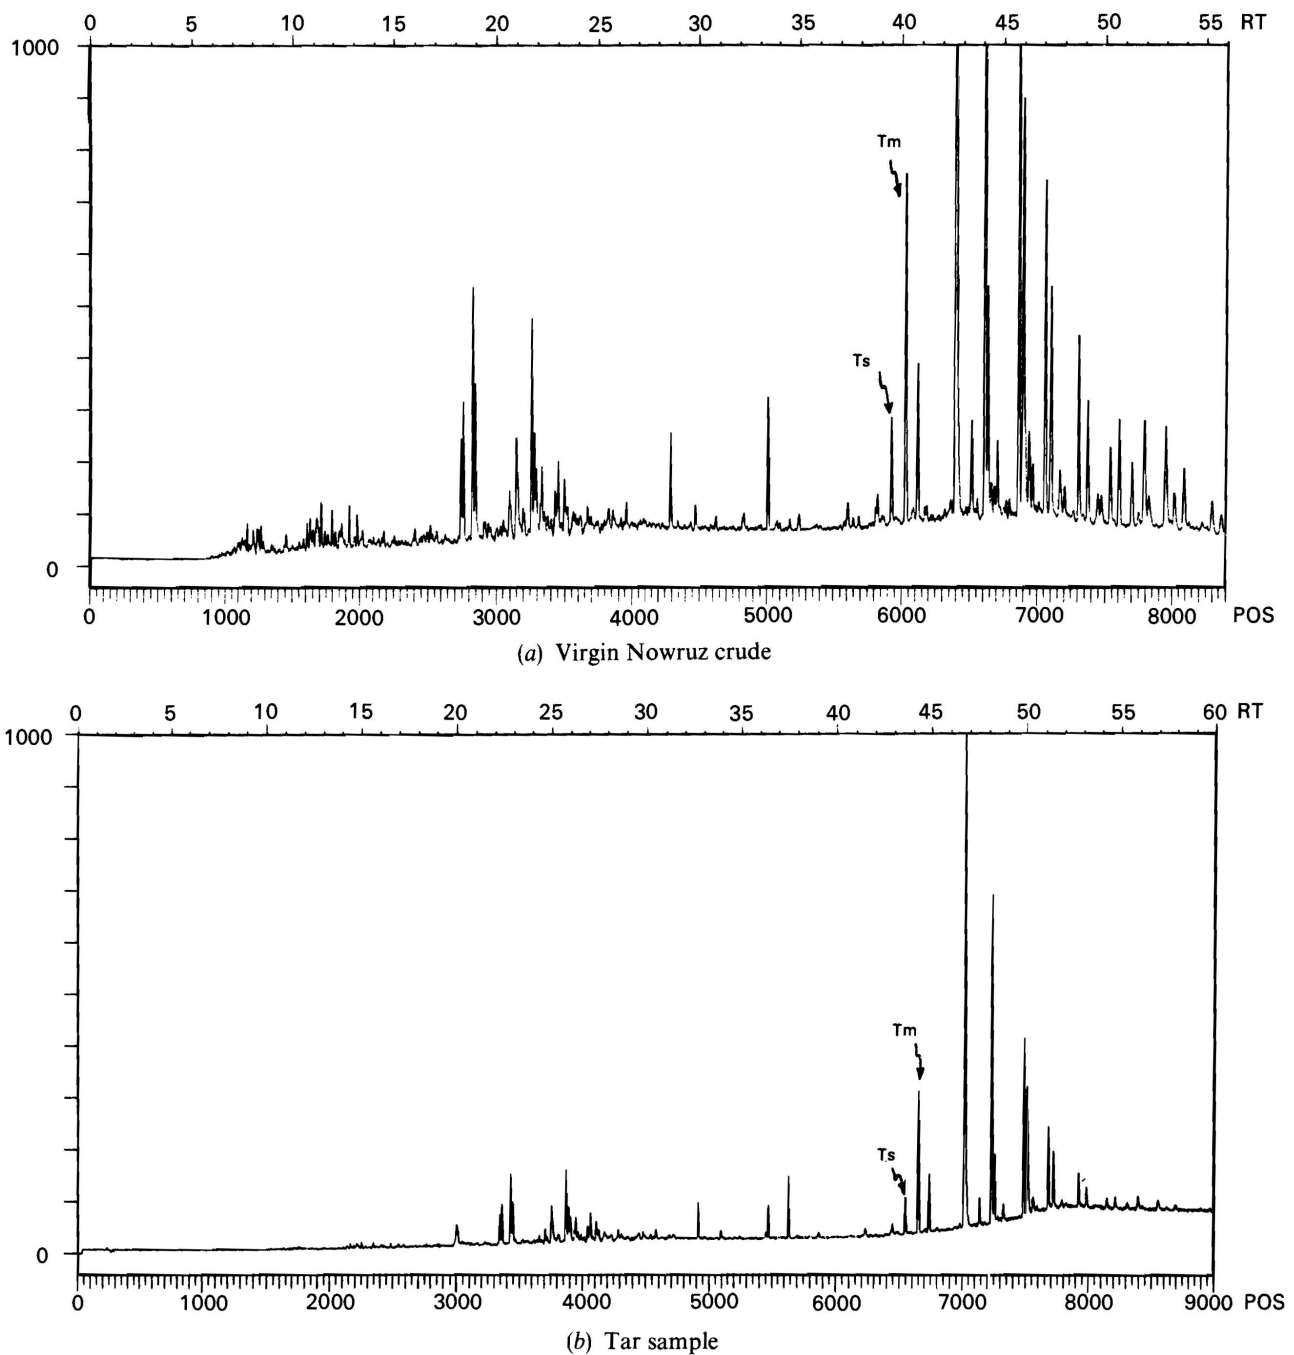 0 5 10 15 20 25 30 35 40 45 50 55 RT
1000
Tm
Ts
0
0 1000 2000 3000 4000 5000 6000 7000 8000 POS
(a) Virgin Nowruz crude
0 5 10 15 20 25 30 35 40 45 50 55 60 RT
1000
Tm
Ts
0
0 1000 2000 3000 4000 5000 6000 7000 8000 9000 POS
(b) Tar sample